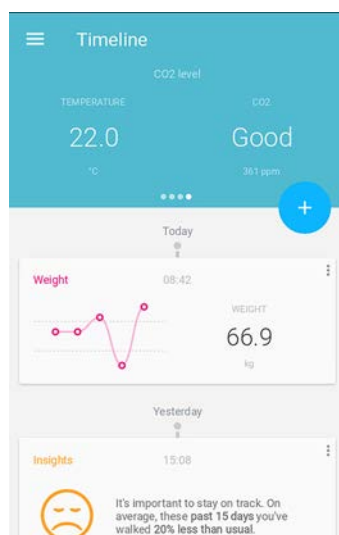 Timeline
CO2 level
TEMPERATURE
CO2
22.0
Good
°C
361 ppm
+
Today
Weight
08:42
WEIGHT
66.9
kg
Yesterday
Insights
15:08
It's important to stay on track. On
average, these past 15 days you've
walked 20% less than usual.